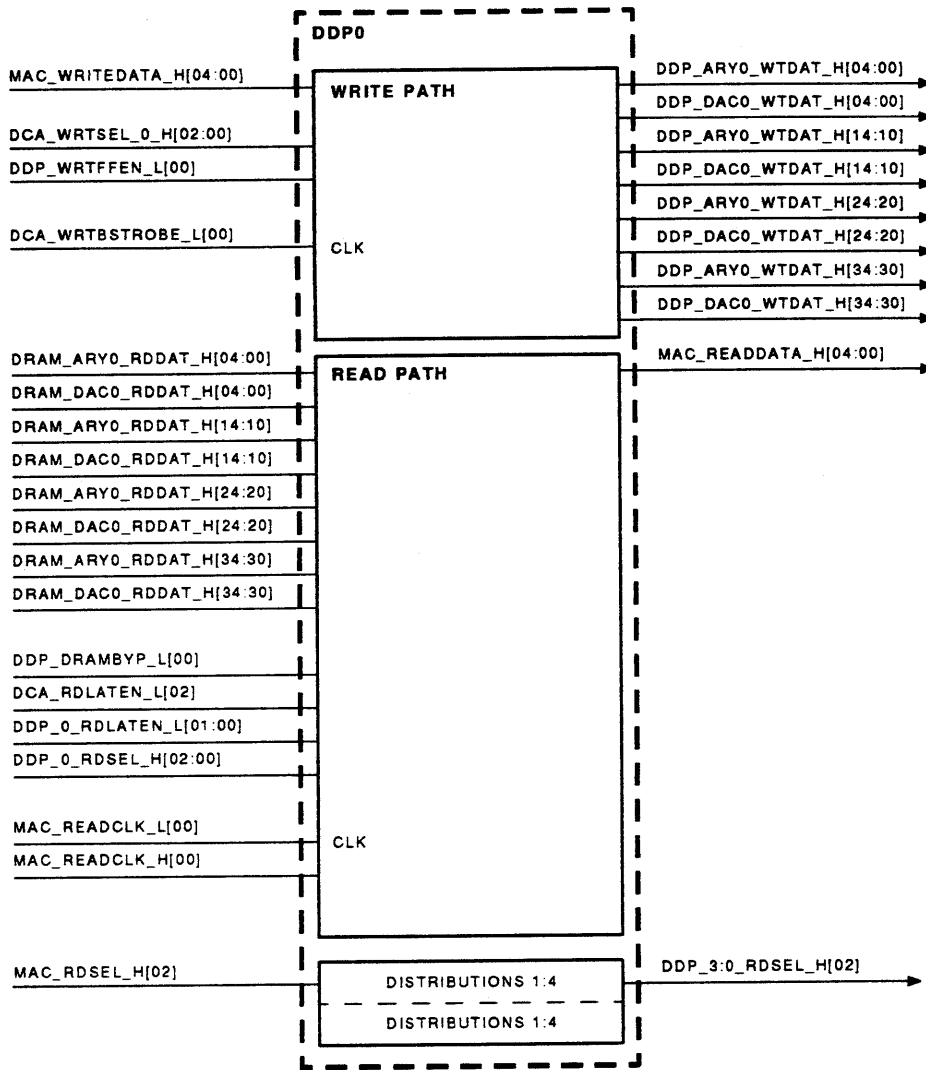 DDP0
MAC_WRITEDATA_H[04:00]
WRITE PATH
DDP_ARY0_WTDAT_H[04:00]
DDP_DAC0_WTDAT_H[04:00]
DCA_WRTSEL_0_H[02:00]
DDP_ARY0_WTDAT_H[14:10]
DDP_WRTFFEN_L[00]
DDP_DAC0_WTDAT_H[14:10]
DDP_ARY0_WTDAT_H[24:20]
DCA_WRTBSTROBE_L[00]
CLK
DDP_DAC0_WTDAT_H[24:20]
DDP_ARY0_WTDAT_H[34:30]
DDP_DAC0_WTDAT_H[34:30]
DRAM_ARY0_RDDAT_H[04:00]
READ PATH
MAC_READDATA_H[04:00]
DRAM_DAC0_RDDAT_H[04:00]
DRAM_ARY0_RDDAT_H[14:10]
DRAM_DAC0_RDDAT_H[14:10]
DRAM_ARY0_RDDAT_H[24:20]
DRAM_DAC0_RDDAT_H[24:20]
DRAM_ARY0_RDDAT_H[34:30]
DRAM_DAC0_RDDAT_H[34:30]
DDP_DRAMBYP_L[00]
DCA_RDLATEN_L[02]
DDP_0_RDLATEN_L[01:00]
DDP_0_RDSEL_H[02:00]
MAC_READCLK_L[00]
CLK
MAC_READCLK_H[00]
MAC_RDSEL_H[02]
DISTRIBUTIONS 1:4
DDP_3:0_RDSEL_H[02]
DISTRIBUTIONS 1:4